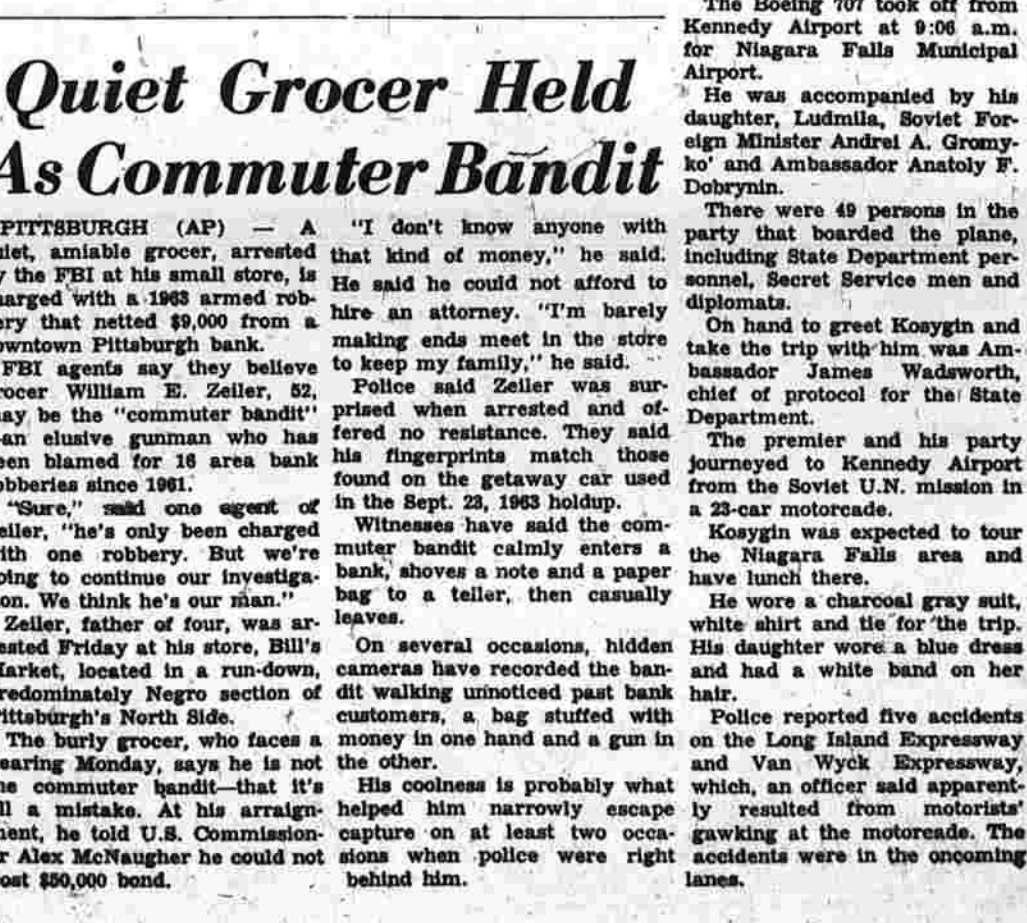 Quiet Grocer Held
As Commuter Bandit
PITTSBURGH (AP) — A
uiet, amiable grocer, arrested
y the FBI at his small store, is
harged with a 1963 armed rob-
ery that netted $9,000 from a
owntown Pittsburgh bank.
FBI agents say they believe
rocer William E. Zeiler, 52,
may be the "commuter bandit"
—an elusive gunman who has
een blamed for 16 area bank
obberies since 1961.
"Sure," said one agent of
eiler, "he's only been charged
ith one robbery. But we're
oing to continue our investiga-
on. We think he's our man."
Zeiler, father of four, was ar-
ested Friday at his store, Bill's
Market, located in a run-down,
redominately Negro section of
ittsburgh's North Side.
The burly grocer, who faces a
earing Monday, says he is not
he commuter bandit—that it's
ll a mistake. At his arraign-
ment, he told U.S. Commission-
r Alex McNaugher he could not
ost $50,000 bond.
"I don't know anyone with
that kind of money," he said.
He said he could not afford to
hire an attorney. "I'm barely
making ends meet in the store
to keep my family," he said.
Police said Zeiler was sur-
prised when arrested and of-
fered no resistance. They said
his fingerprints match those
found on the getaway car used
in the Sept. 23, 1963 holdup.
Witnesses have said the com-
muter bandit calmly enters a
bank, shoves a note and a paper
bag to a teller, then casually
leaves.
On several occasions, hidden
cameras have recorded the ban-
dit walking unnoticed past bank
customers, a bag stuffed with
money in one hand and a gun in
the other.
His coolness is probably what
helped him narrowly escape
capture on at least two occa-
sions when police were right
behind him.
The Boeing 707 took off from
Kennedy Airport at 9:06 a.m.
for Niagara Falls Municipal
Airport.
He was accompanied by his
daughter, Ludmila, Soviet For-
eign Minister Andrei A. Gromy-
ko' and Ambassador Anatoly F.
Dobrynin.
There were 49 persons in the
party that boarded the plane,
including State Department per-
sonnel, Secret Service men and
diplomats.
On hand to greet Kosygin and
take the trip with him was Am-
bassador James Wadsworth,
chief of protocol for the State
Department.
The premier and his party
journeyed to Kennedy Airport
from the Soviet U.N. mission in
a 23-car motorcade.
Kosygin was expected to tour
the Niagara Falls area and
have lunch there.
He wore a charcoal gray suit,
white shirt and tie for the trip.
His daughter wore a blue dress
and had a white band on her
hair.
Police reported five accidents
on the Long Island Expressway
and Van Wyck Expressway,
which, an officer said apparent-
ly resulted from motorists'
gawking at the motorcade. The
accidents were in the oncoming
lanes.